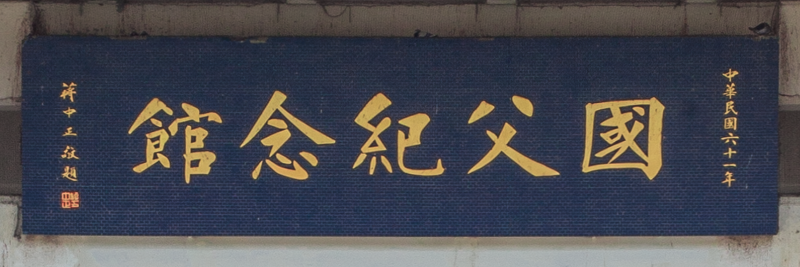 中華民國六十一年
國父紀念館
蔣中正敬題